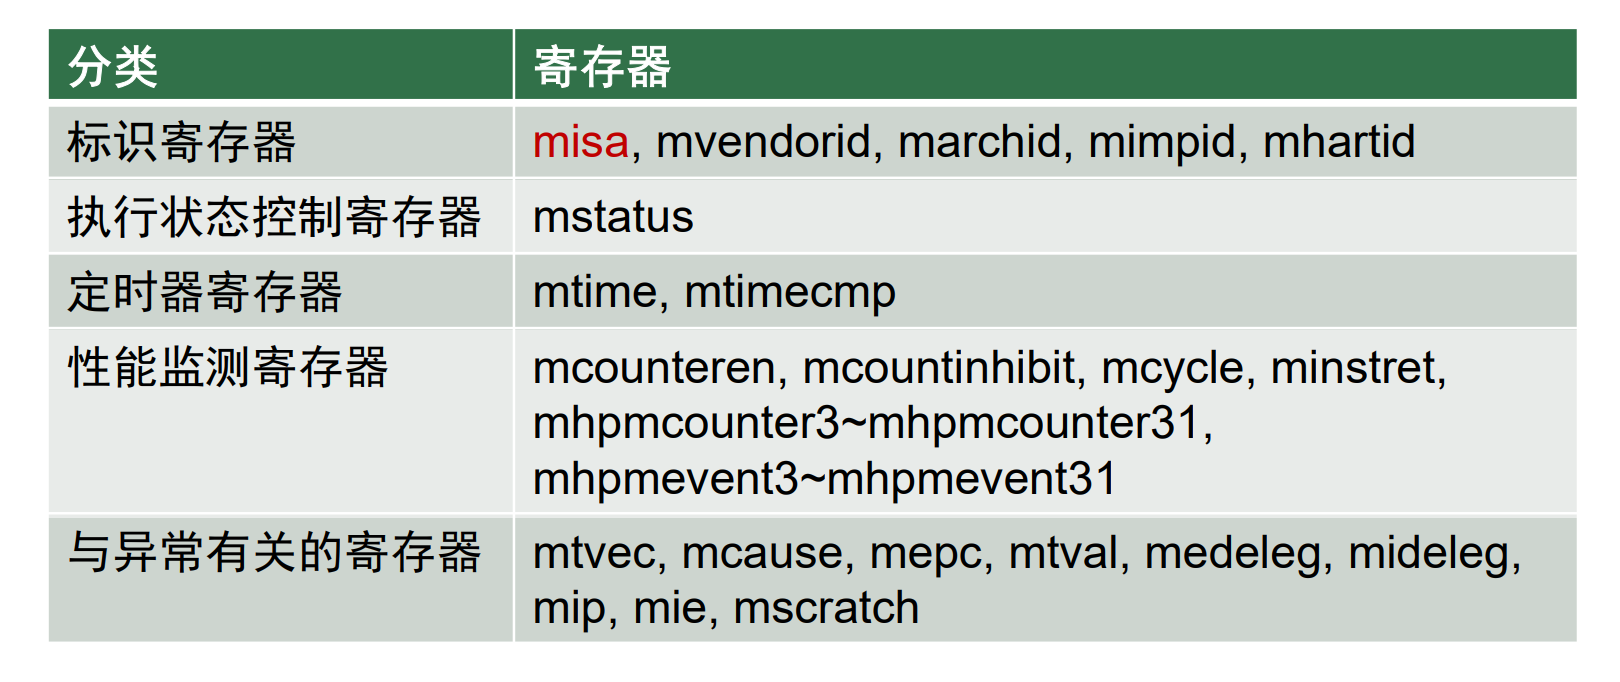 分类 寄存器
标识寄存器 misa, mvendorid, marchid, mimpid, mhartid
执行状态控制寄存器 mstatus
定时器寄存器 mtime, mtimecmp
性能监测寄存器 mcounteren, mcountinhibit, mcycle, minstret,
mhpmcounter3~mhpmcounter31,
mhpmevent3~mhpmevent31
与异常有关的寄存器 mtvec, mcause, mepc, mtval, medeleg, mideleg,
mip, mie, mscratch